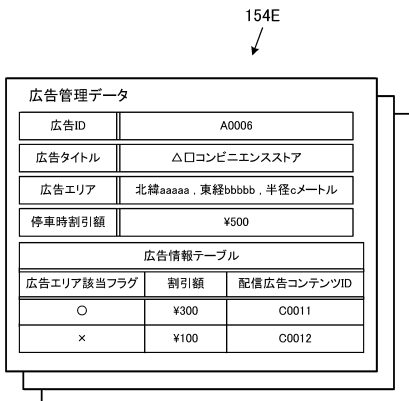 154E
広告管理データ
広告ID A0006
広告タイトル △□コンビニエンスストア
広告エリア 北緯aaaaa , 東経bbbbb , 半径cメートル
停車時割引額 ¥500
広告情報テーブル
広告エリア該当フラグ 割引額 配信広告コンテンツID
○ ¥300 C0011
× ¥100 C0012